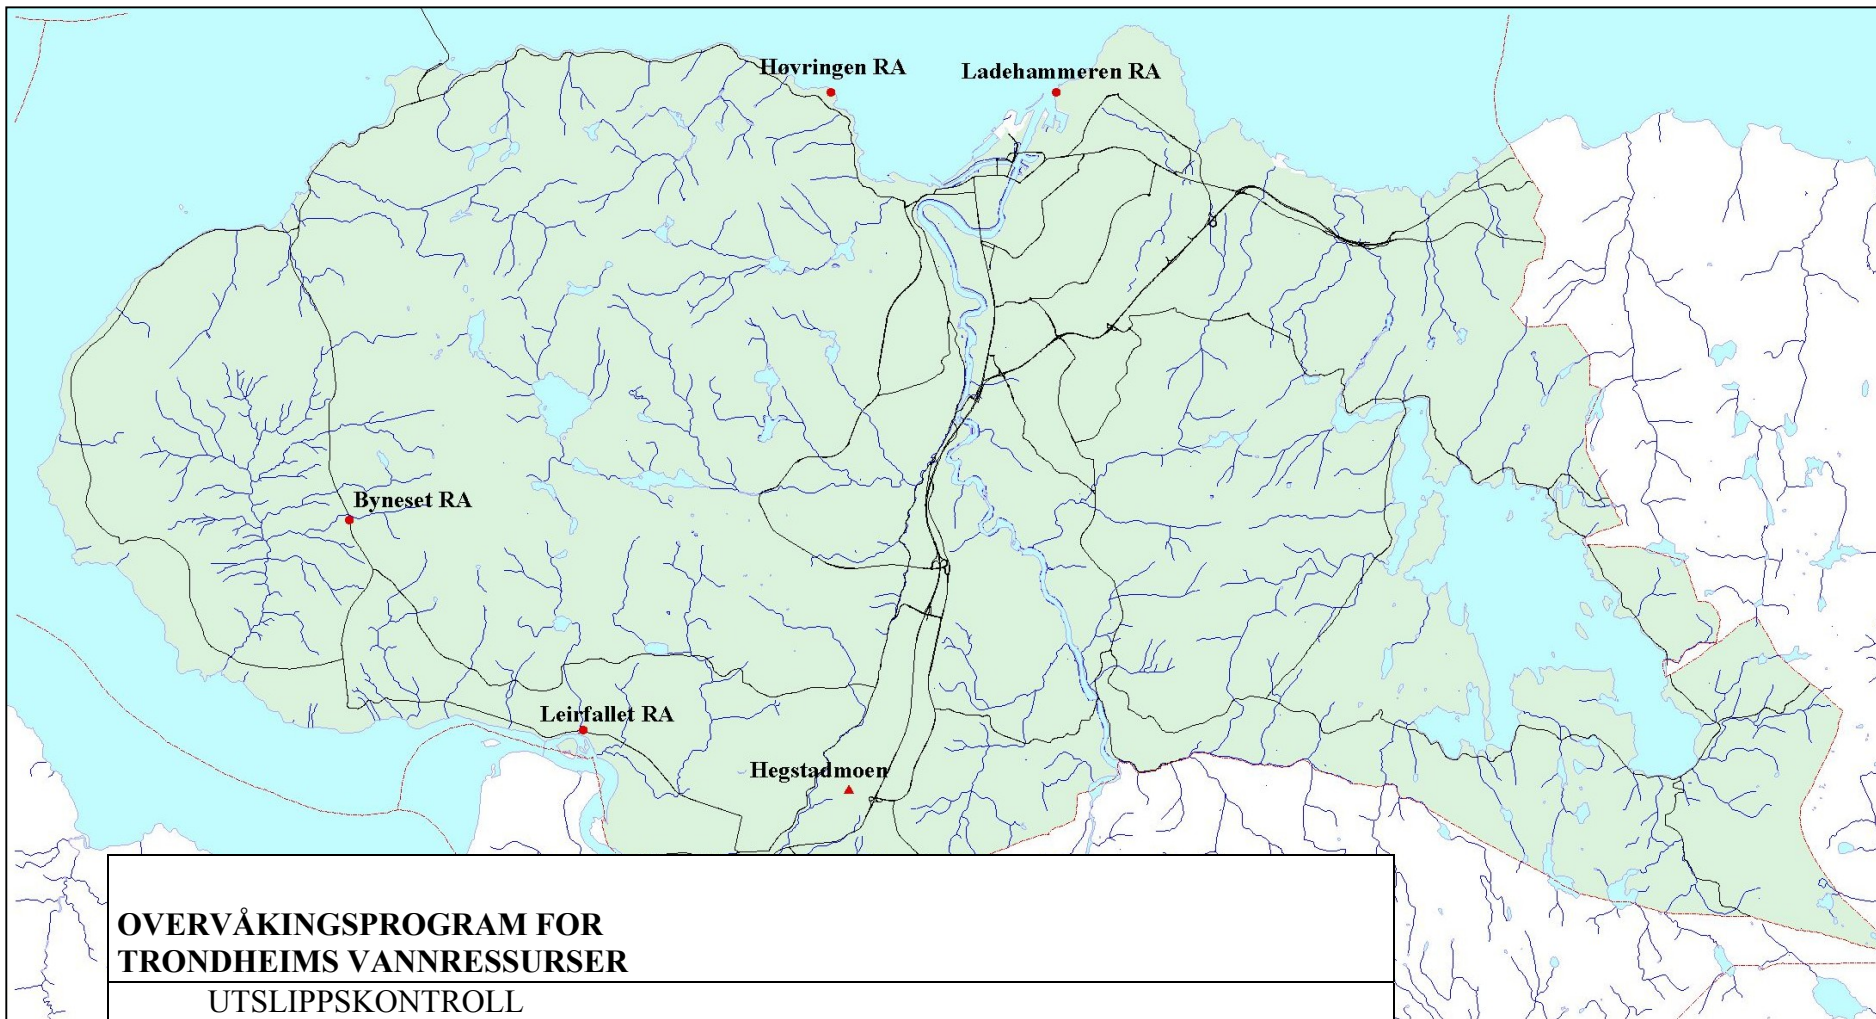 Høvringen RA
Ladehammeren RA
Byneset RA
Leirfallet RA
Hegstadmoen
OVERVÅKINGSPROGRAM FOR
TRONDHEIMS VANNRESSURSER
UTSLIPPSKONTROLL